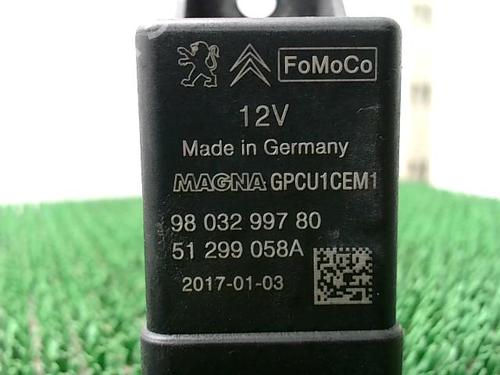 FoMoCo
12V
Made in Germany
MAGNA GPCU1CEM1
98 032 997 80
51 299 058A
2017-01-03